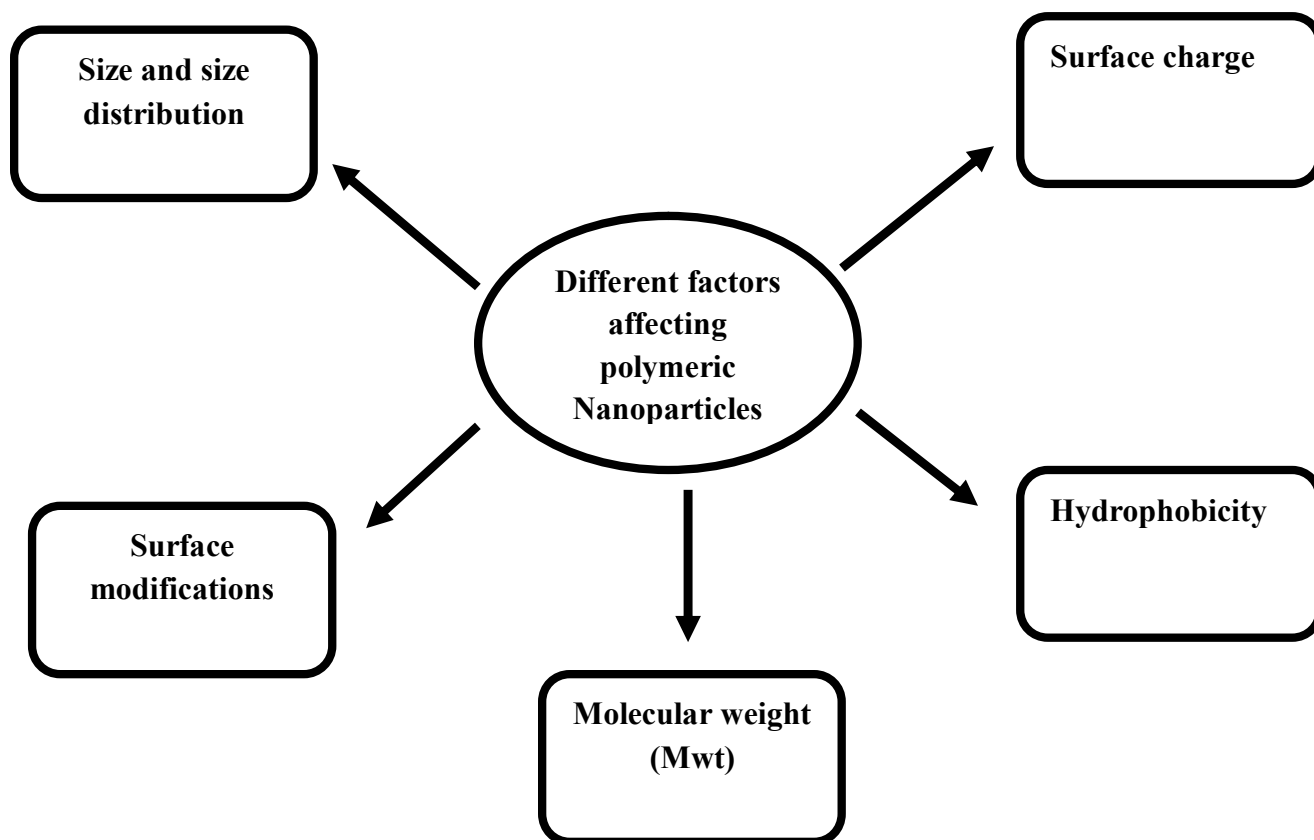 Size and size
distribution
Surface charge
Different factors
affecting
polymeric
Nanoparticles
Surface
modifications
Hydrophobicity
Molecular weight
(Mwt)